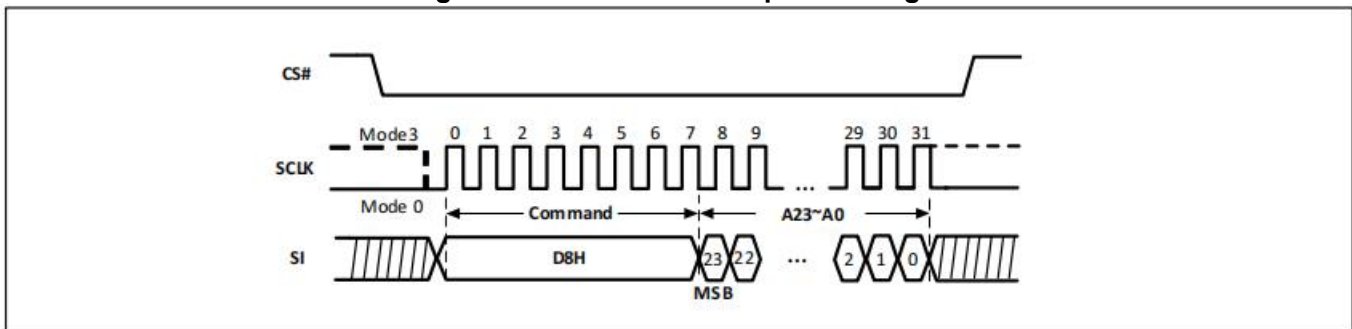 CS#
Mode3 0 1 2 3 4 5 6 7 8 9 29 30 31
SCLK ...
Mode 0
Command A23~A0
SI D8H 23 22 ... 2 1 0
MSB